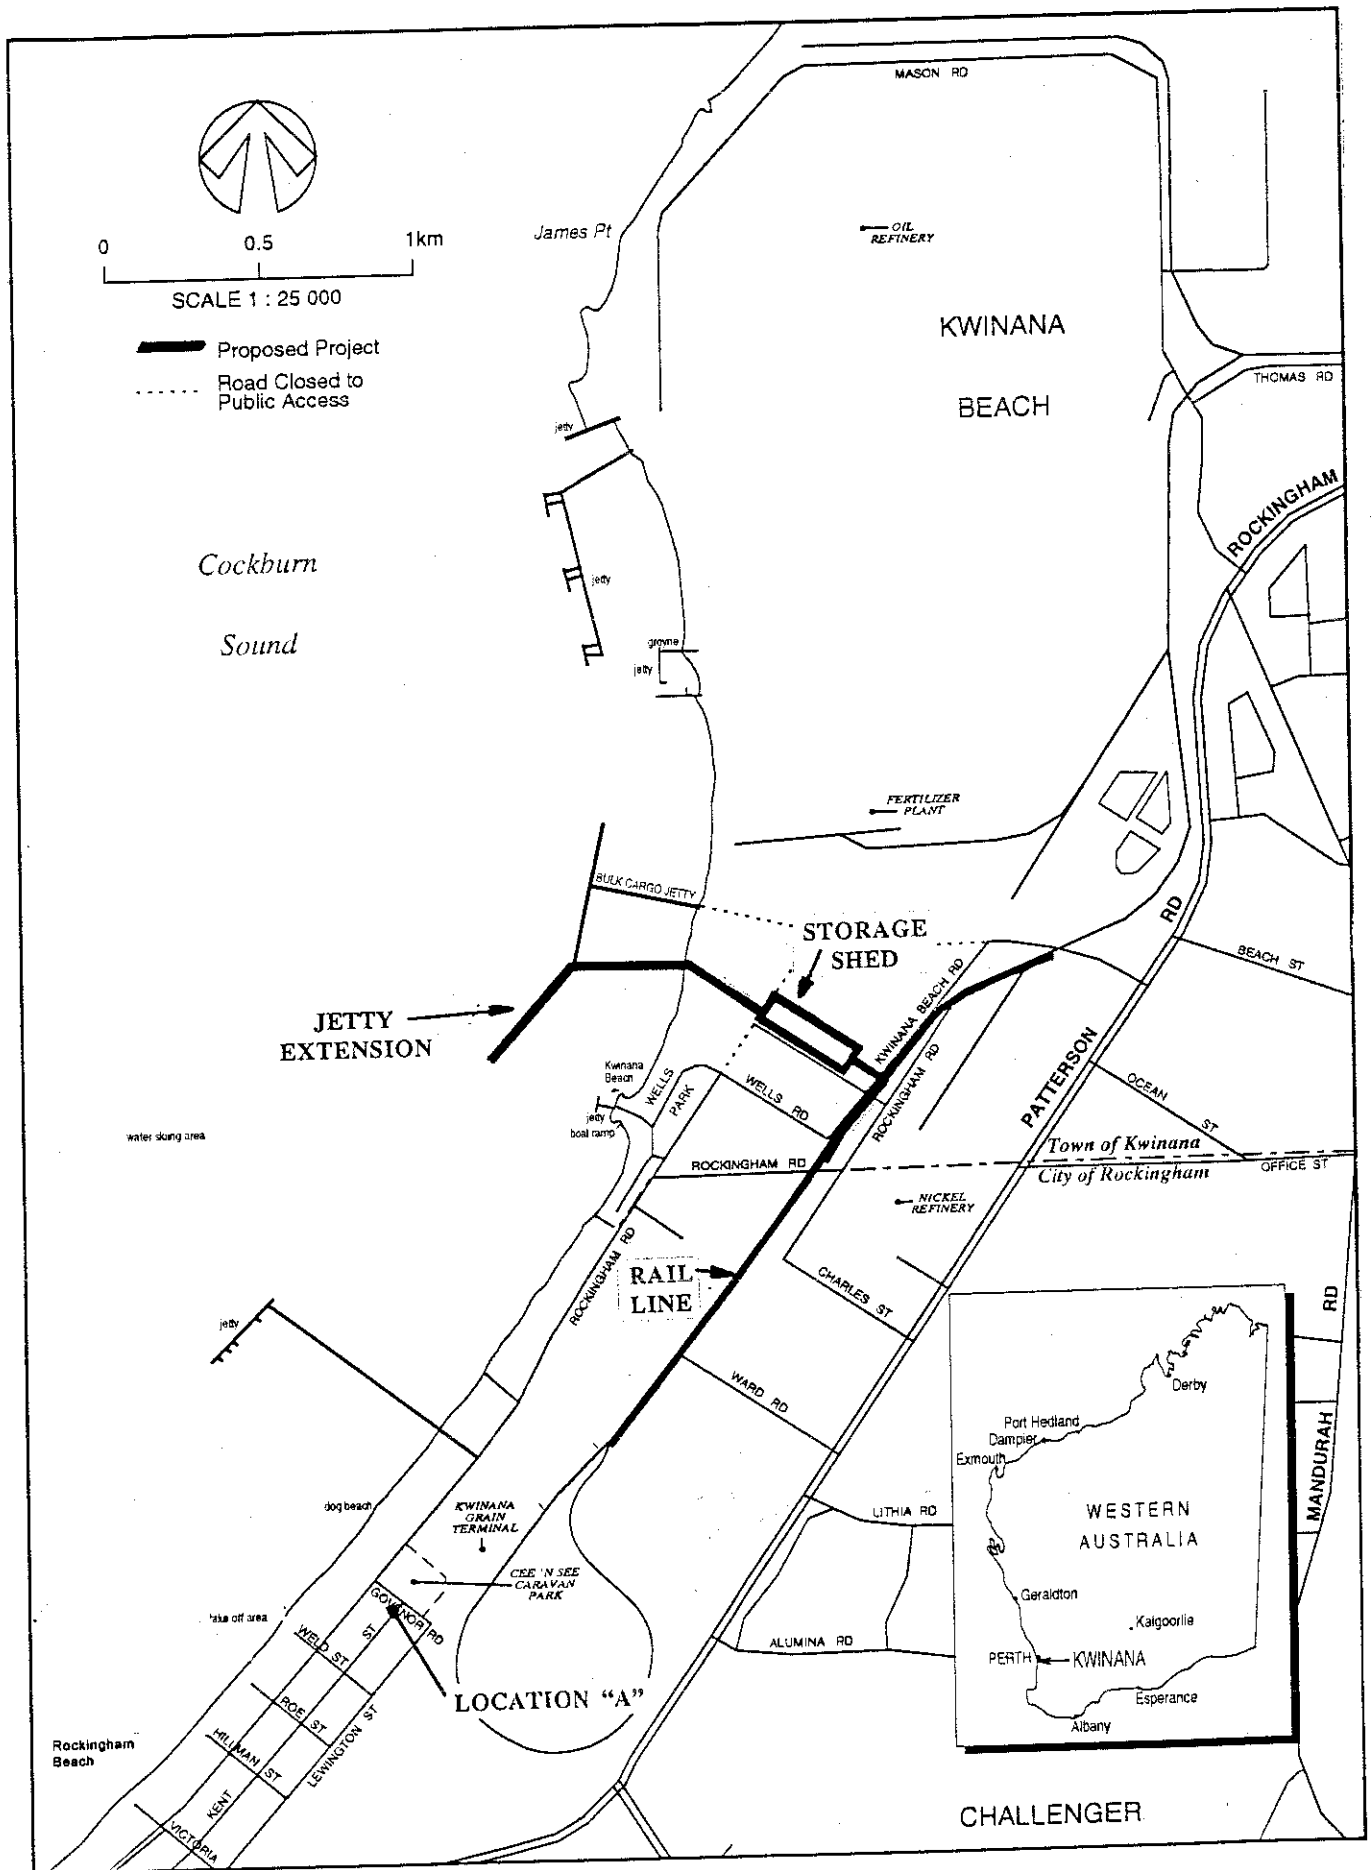 MASON RD
0 0.5 1km
SCALE 1 : 25 000
Proposed Project
Road Closed to
Public Access
James Pt
OIL
REFINERY
KWINANA
BEACH
THOMAS RD
ROCKINGHAM
jetty
Cockburn
Sound
jetty
groyne
jetty
FERTILIZER
PLANT
BULK CARGO JETTY
STORAGE
SHED
RD
BEACH ST
JETTY
EXTENSION
KWINANA BEACH RD
ROCKINGHAM RD
PATTERSON
OCEAN ST
Kwinana
Beach
WELLS
PARK
WELLS RD
jetty
boat ramp
water skiing area
ROCKINGHAM RD
Town of Kwinana
City of Rockingham
OFFICE ST
NICKEL
REFINERY
ROCKINGHAM RD
RAIL
LINE
CHARLES ST
RD
MANDURAH
jetty
WARD RD
Derby
Port Hedland
Dampier
Exmouth
WESTERN
AUSTRALIA
Geraldton
Kalgoorlie
PERTH
KWINANA
Esperance
Albany
dog beach
KWINANA
GRAIN
TERMINAL
LITHIA RD
CEE 'N SEE
CARAVAN
PARK
GOVONOR RD
take off area
WELD ST
ST
ALUMINA RD
LOCATION "A"
ROE ST
LEWINGTON ST
Rockingham
Beach
HILLMAN ST
KENT
VICTORIA
CHALLENGER